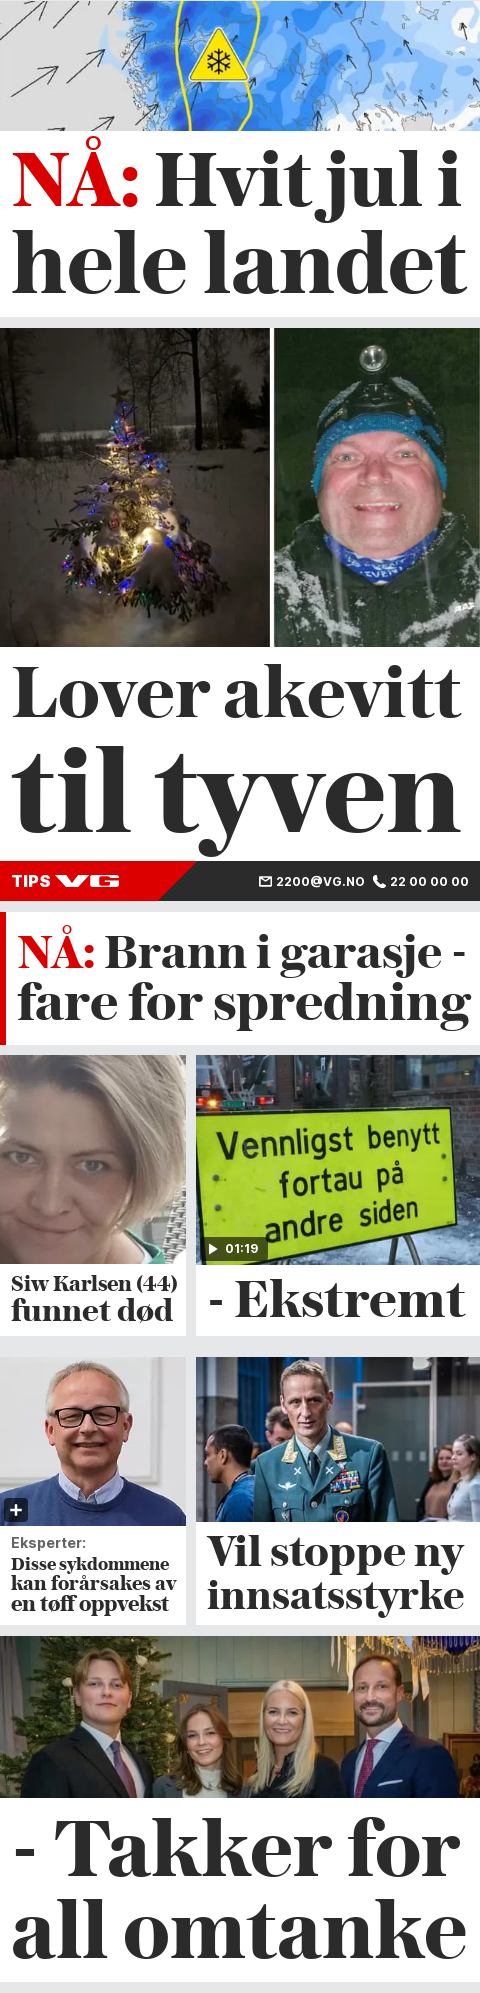 NÅ: Hvit jul i
hele landet
Lover akevitt
til tyven
TIPS VG
2200@VG.NO 22 00 00 00
NÅ: Brann i garasje -
fare for spredning
Vennligst benytt
fortau på
andre siden
01:19
Siw Karlsen (44)
funnet død
- Ekstremt
Eksperter:
Disse sykdommene
kan forårsakes av
en tøff oppvekst
Vil stoppe ny
innsatsstyrke
- Takker for
all omtanke